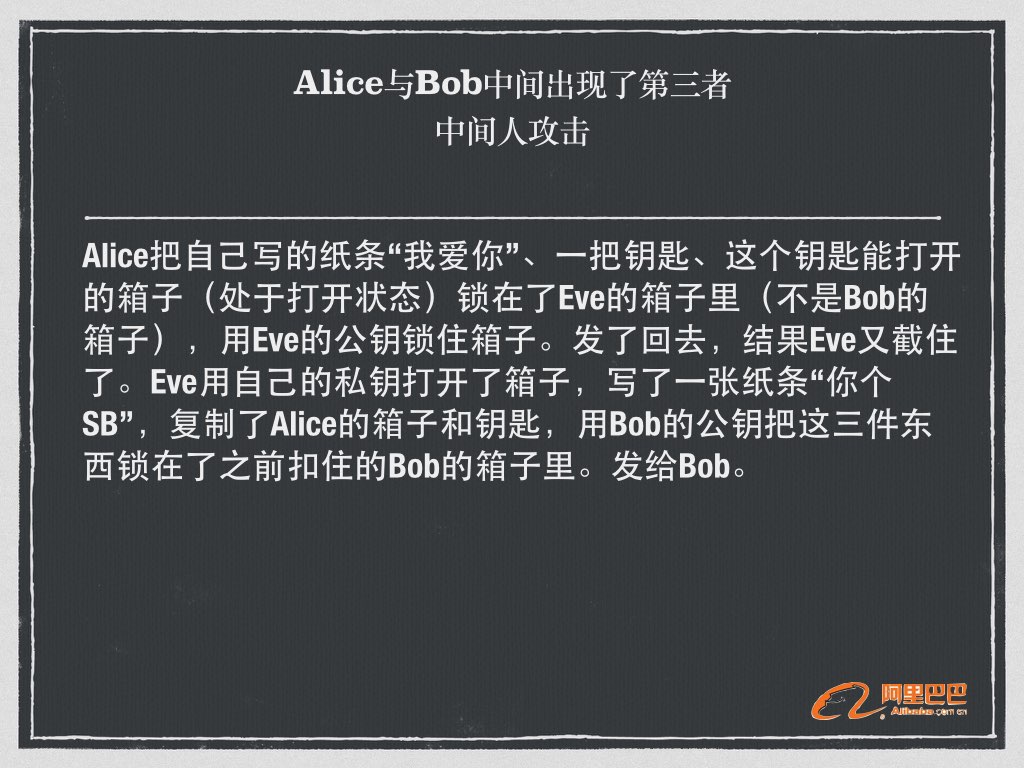 Alice与Bob中间出现了第三者
中间人攻击
Alice把自己写的纸条“我爱你”、一把钥匙、这个钥匙能打开
的箱子（处于打开状态）锁在了Eve的箱子里（不是Bob的
箱子），用Eve的公钥锁住箱子。发了回去，结果Eve又截住
了。Eve用自己的私钥打开了箱子，写了一张纸条“你个
SB”，复制了Alice的箱子和钥匙，用Bob的公钥把这三件东
西锁在了之前扣住的Bob的箱子里。发给Bob。
阿里巴巴
Alibaba.com.cn